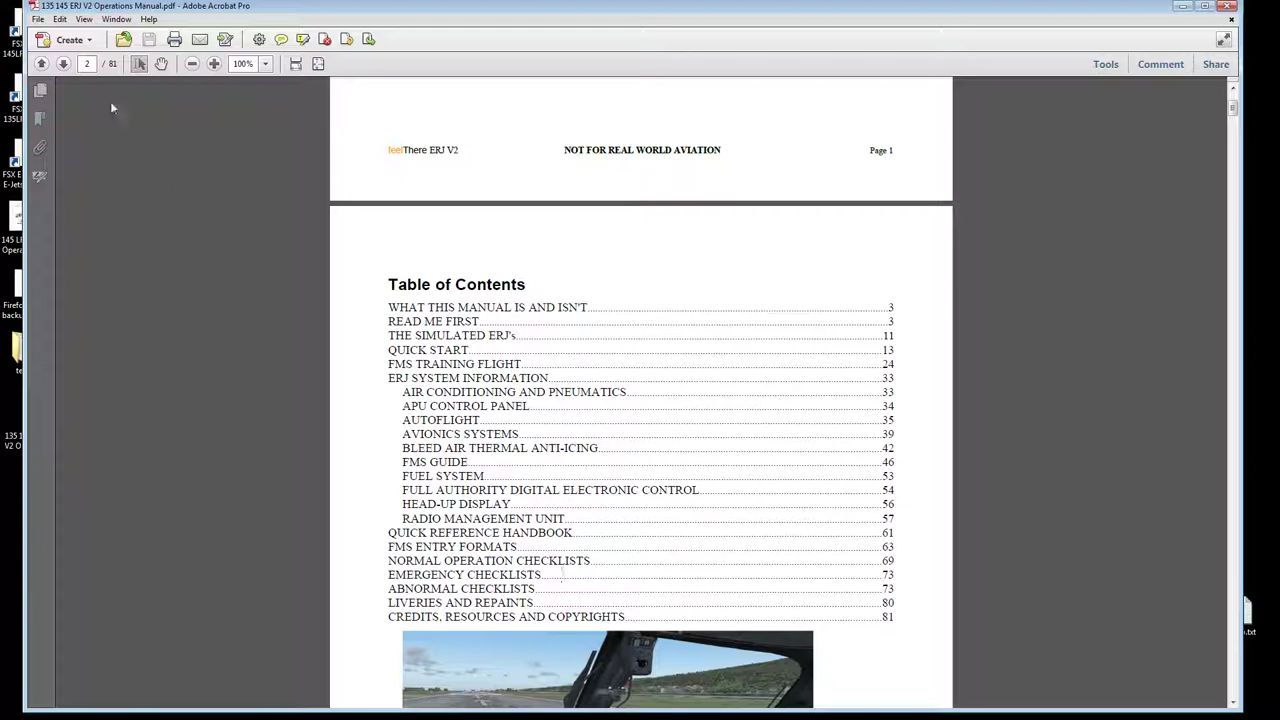 135 145 ERJ V2 Operations Manual.pdf - Adobe Acrobat Pro
File Edit View Window Help
Create
2 / 81 100% Tools Comment Share
feelThere ERJ V2 NOT FOR REAL WORLD AVIATION Page 1
Table of Contents
WHAT THIS MANUAL IS AND ISN'T 3
READ ME FIRST 3
THE SIMULATED ERJ's 11
QUICK START 13
FMS TRAINING FLIGHT 24
ERJ SYSTEM INFORMATION 33
AIR CONDITIONING AND PNEUMATICS 33
APU CONTROL PANEL 34
AUTOFLIGHT 35
AVIONICS SYSTEMS 39
BLEED AIR THERMAL ANTI-ICING 42
FMS GUIDE 46
FUEL SYSTEM 53
FULL AUTHORITY DIGITAL ELECTRONIC CONTROL 54
HEAD-UP DISPLAY 56
RADIO MANAGEMENT UNIT 57
QUICK REFERENCE HANDBOOK 61
FMS ENTRY FORMATS 63
NORMAL OPERATION CHECKLISTS 69
EMERGENCY CHECKLISTS 73
ABNORMAL CHECKLISTS 73
LIVERIES AND REPAINTS 80
CREDITS, RESOURCES AND COPYRIGHTS 81